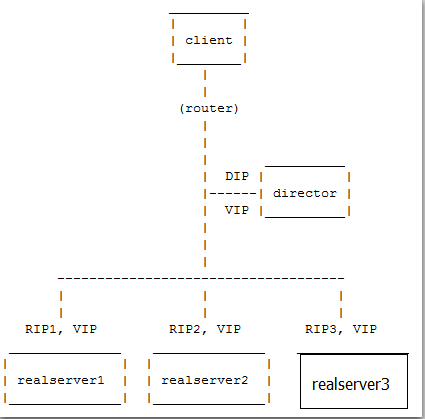 client
(router)
DIP
director
VIP
RIP1, VIP
RIP2, VIP
RIP3, VIP
realserver1
realserver2
realserver3